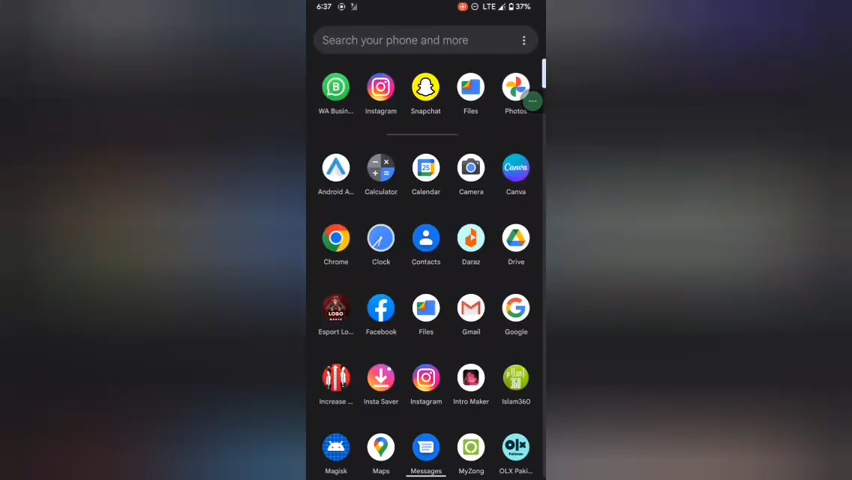 6:37 LTE 37%
Search your phone and more
WA Busin... Instagram Snapchat Files Photos
Android A... Calculator Calendar Camera Canva
Chrome Clock Contacts Daraz Drive
Esport Lo... Facebook Files Gmail Google
Increase ... Insta Saver Instagram Intro Maker Islam360
Magisk Maps Messages MyZong OLX Paki...